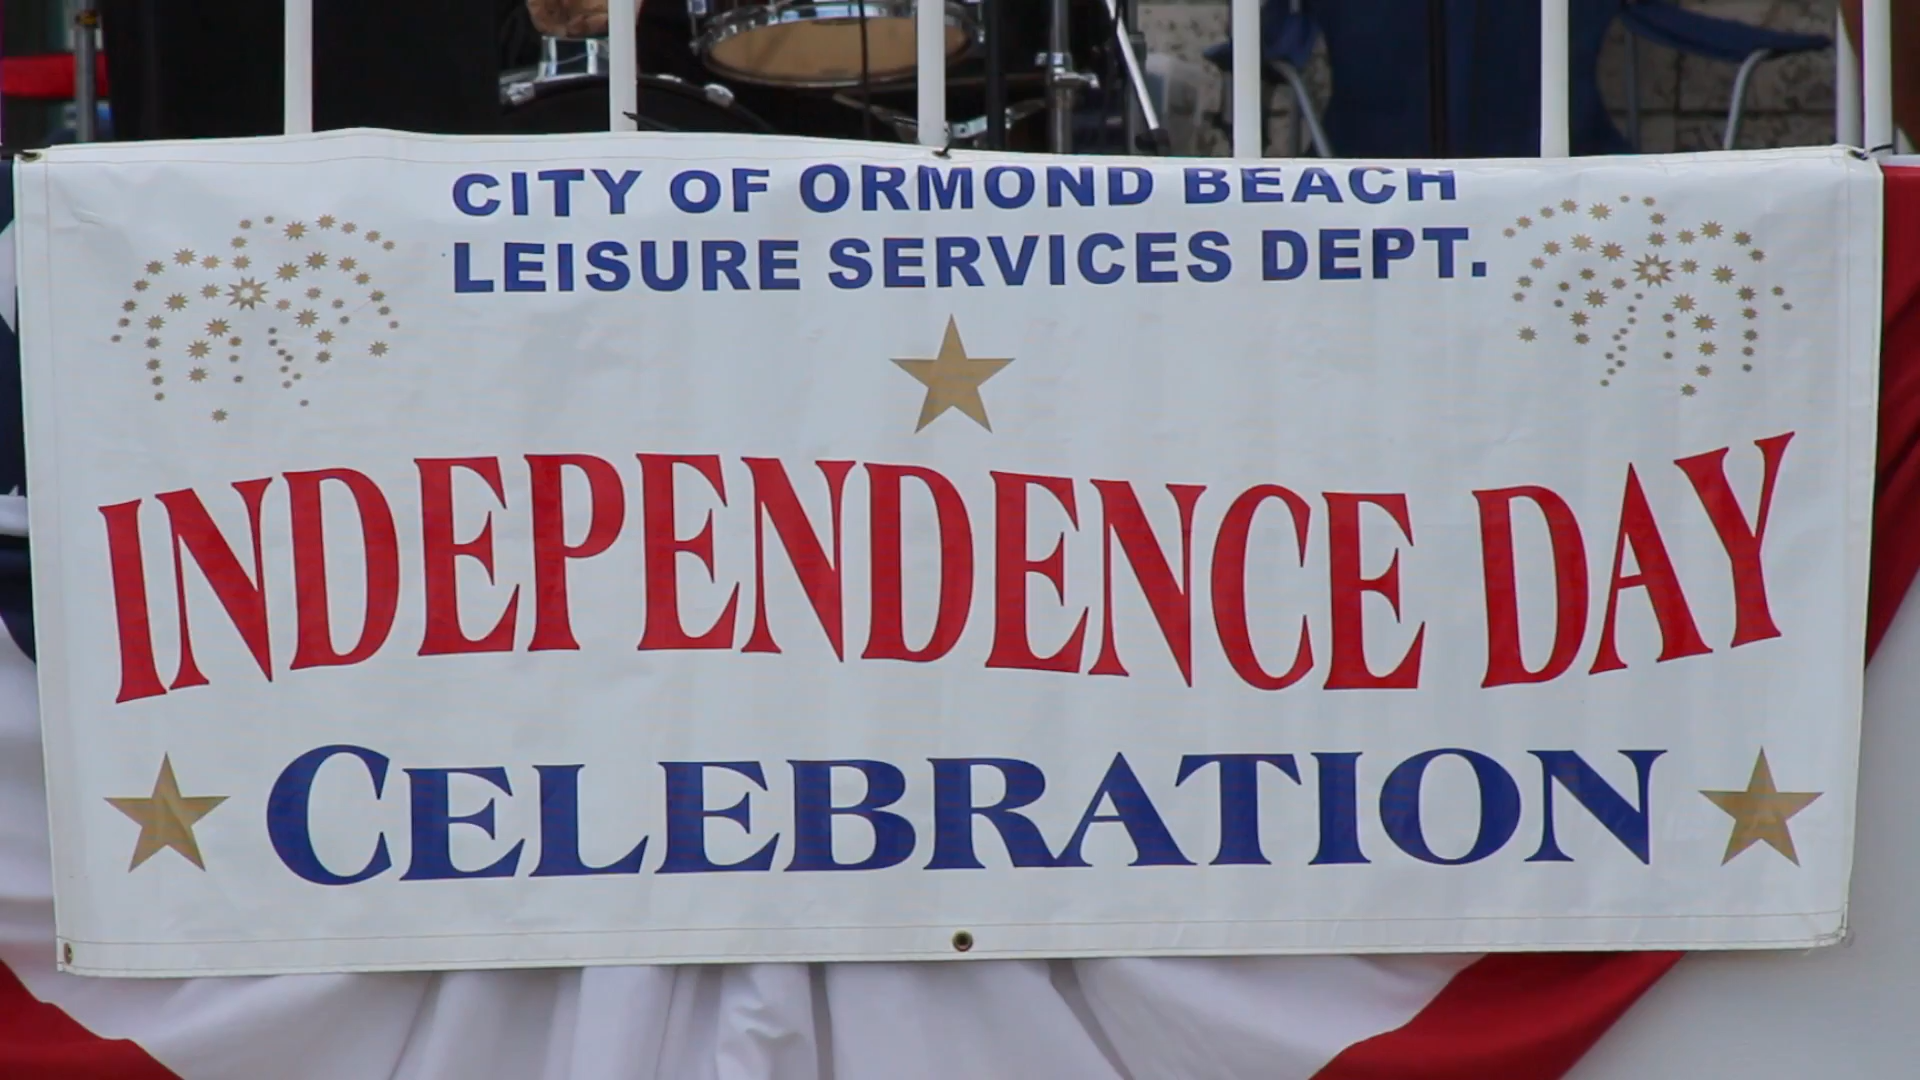 CITY OF ORMOND BEACH
LEISURE SERVICES DEPT.
INDEPENDENCE DAY
CELEBRATION